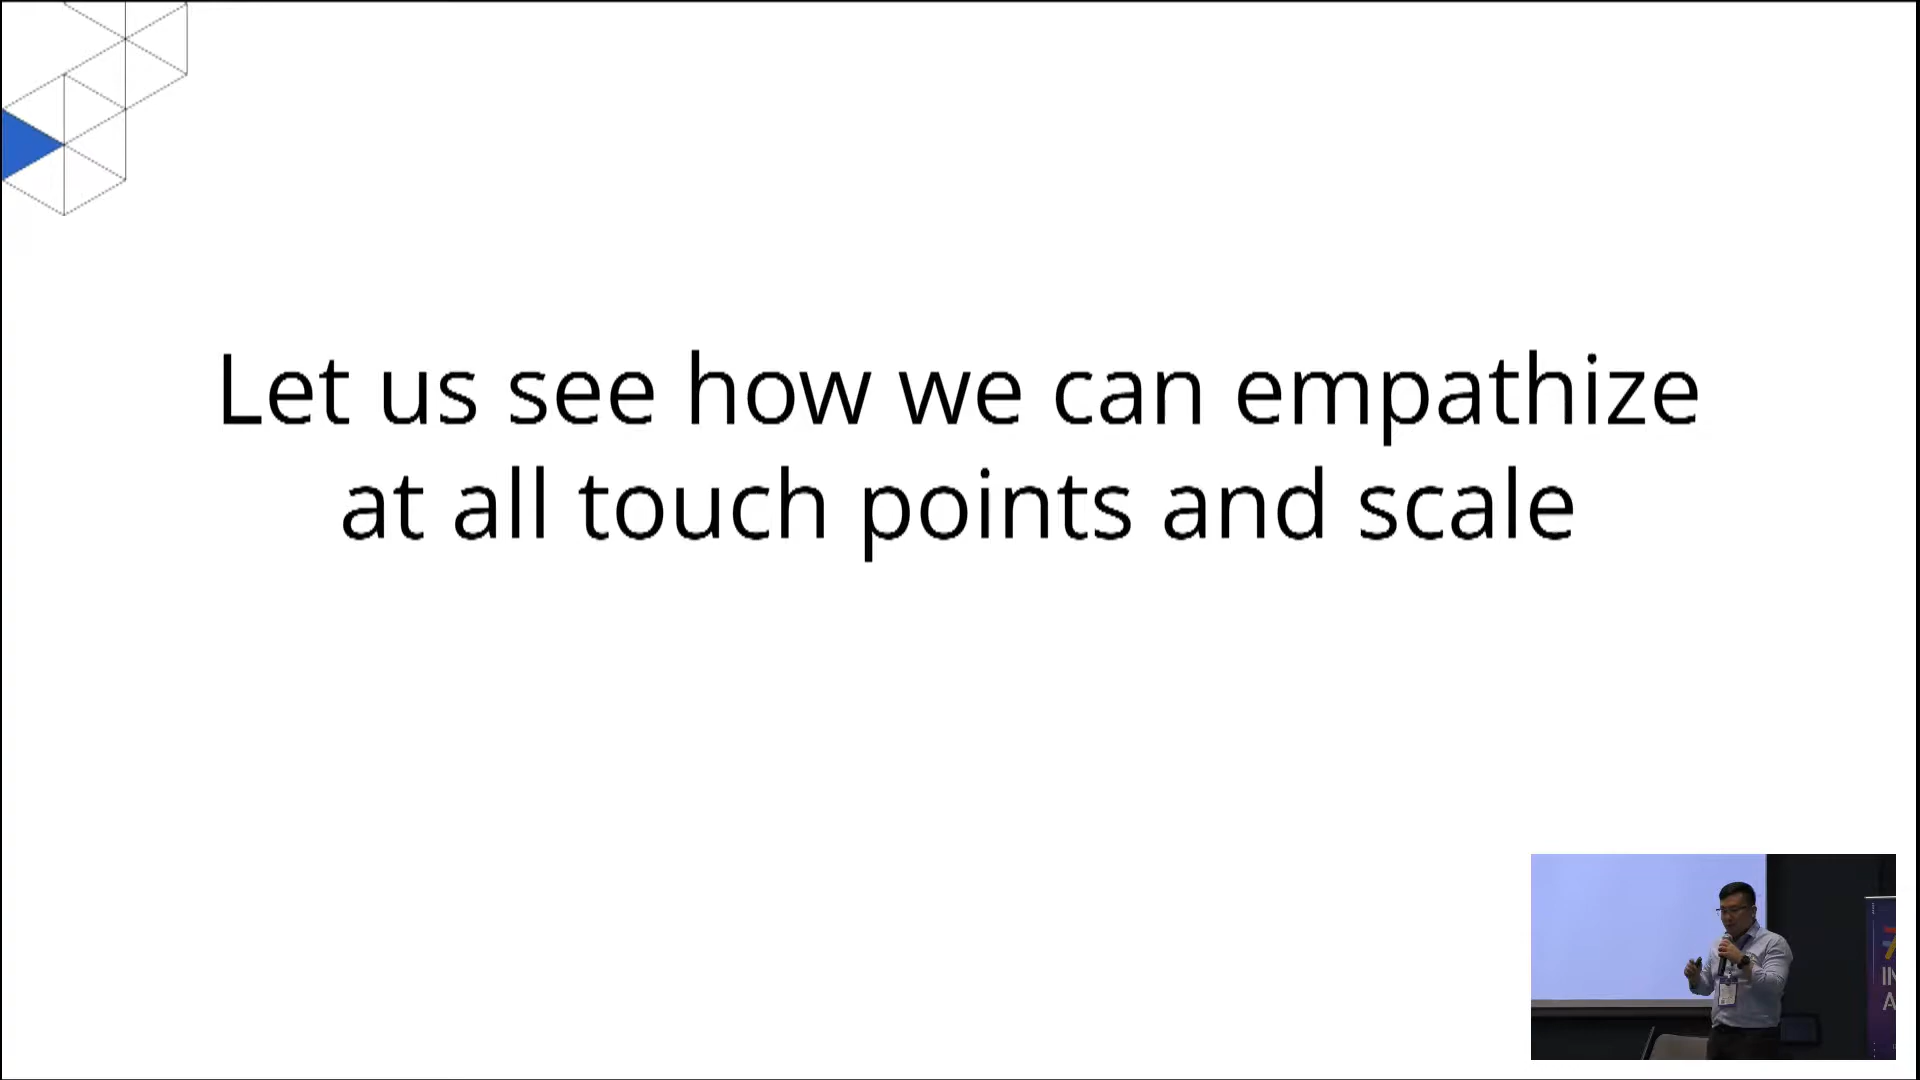 Let us see how we can empathize
at all touch points and scale